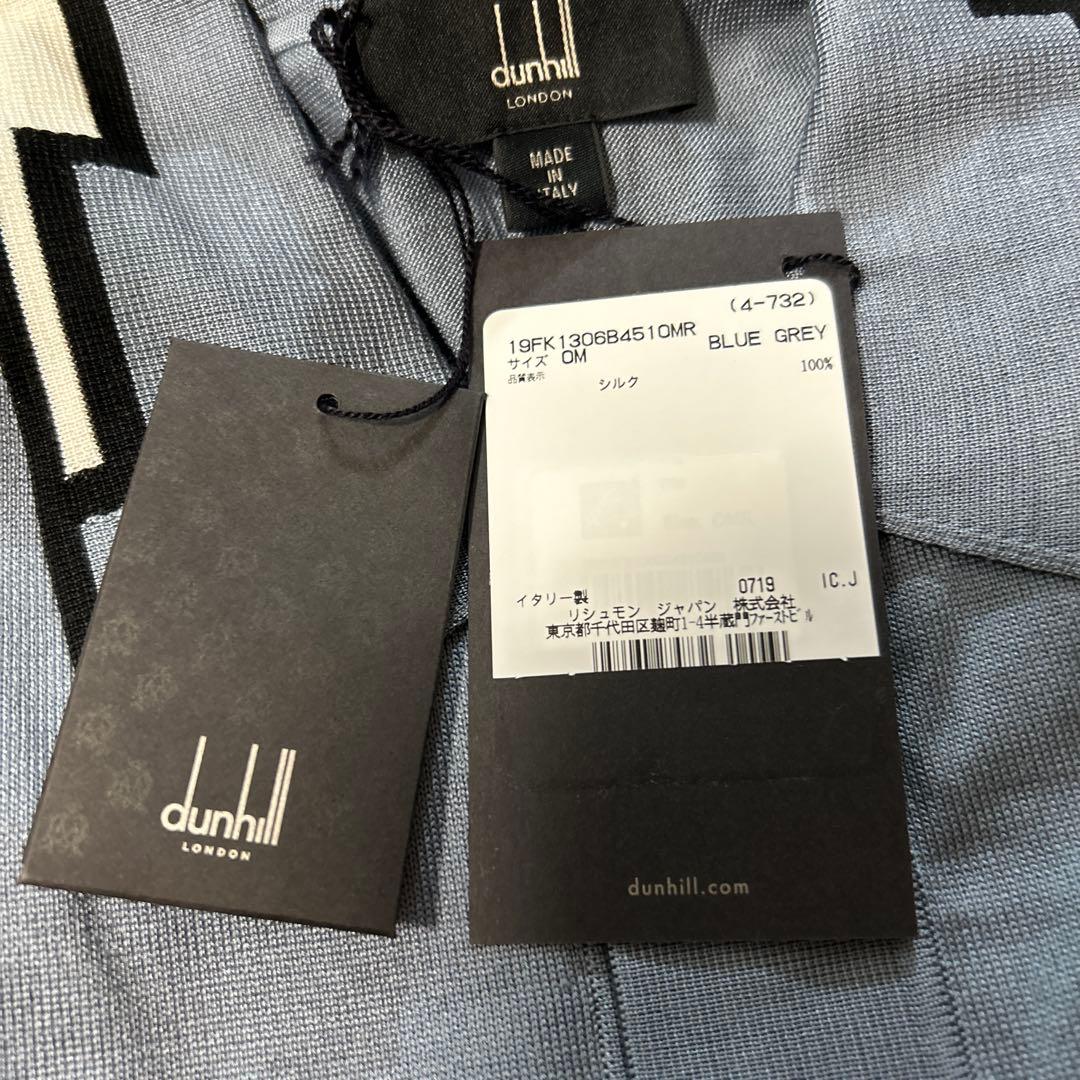 dunhill
LONDON
MADE
IN
ITALY
(4-732)
19FK1306B4510MR
BLUE GREY
サイズ 0M
品質表示
シルク
100%
イタリー製
0719
IC.J
リシュモン ジャパン 株式会社
東京都千代田区麹町1-4半蔵門ファーストビル
dunhill
LONDON
dunhill.com